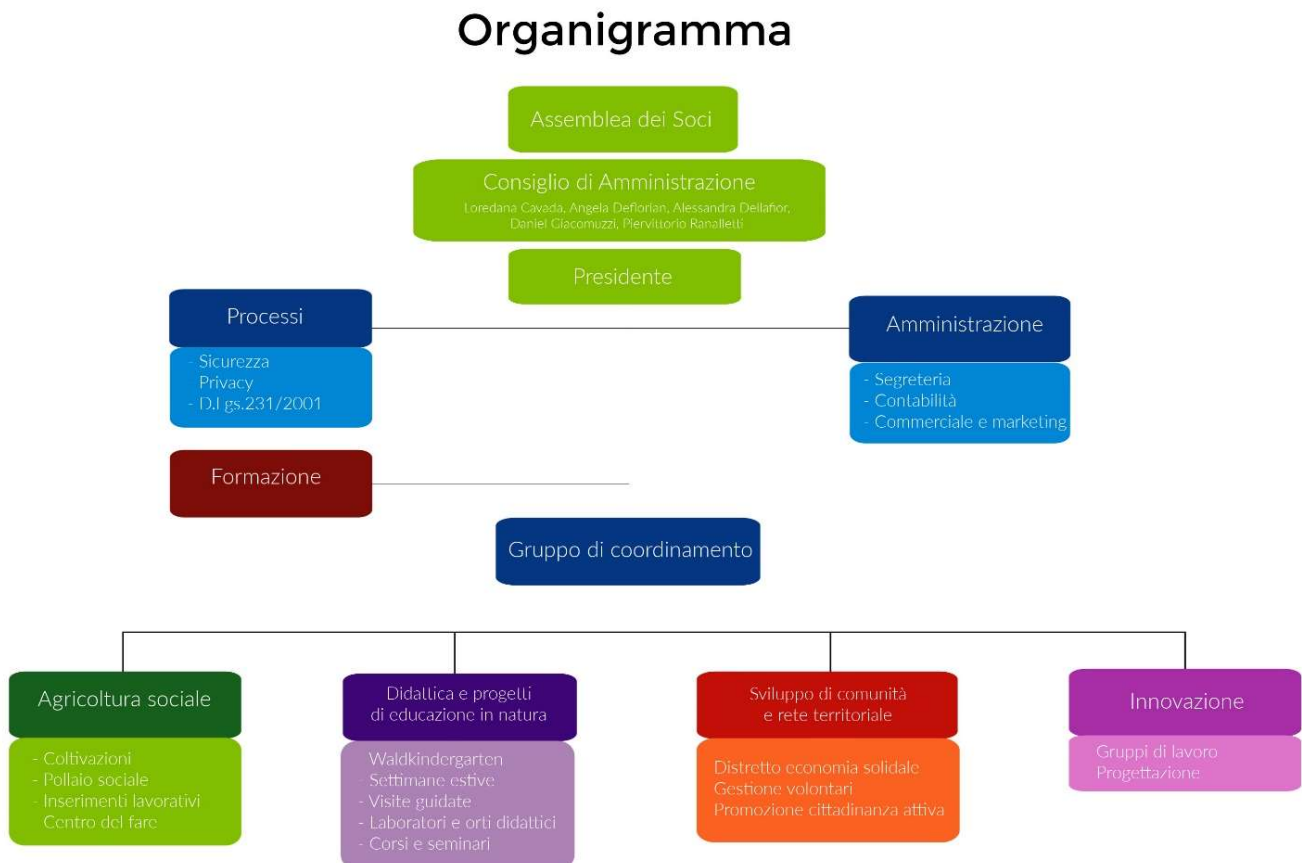 Organigramma
Assemblea dei Soci
Consiglio di Amministrazione
Loredana Cavada, Angela Deflorian, Alessandra Dellafior,
Daniel Giacomuzzi, Piervittorio Ranalletti
Presidente
Processi
- Sicurezza
Privacy
- D.Lgs.231/2001
Amministrazione
- Segreteria
- Contabilità
- Commerciale e marketing
Formazione
Gruppo di coordinamento
Agricoltura sociale
- Coltivazioni
- Pollaio sociale
- Inserimenti lavorativi
Centro del fare
Didattica e progetti
di educazione in natura
Waldkindergarten
- Settimane estive
- Visite guidate
- Laboratori e orti didattici
- Corsi e seminari
Sviluppo di comunità
e rete territoriale
Distretto economia solidale
Gestione volontari
Promozione cittadinanza attiva
Innovazione
Gruppi di lavoro
Progettazione